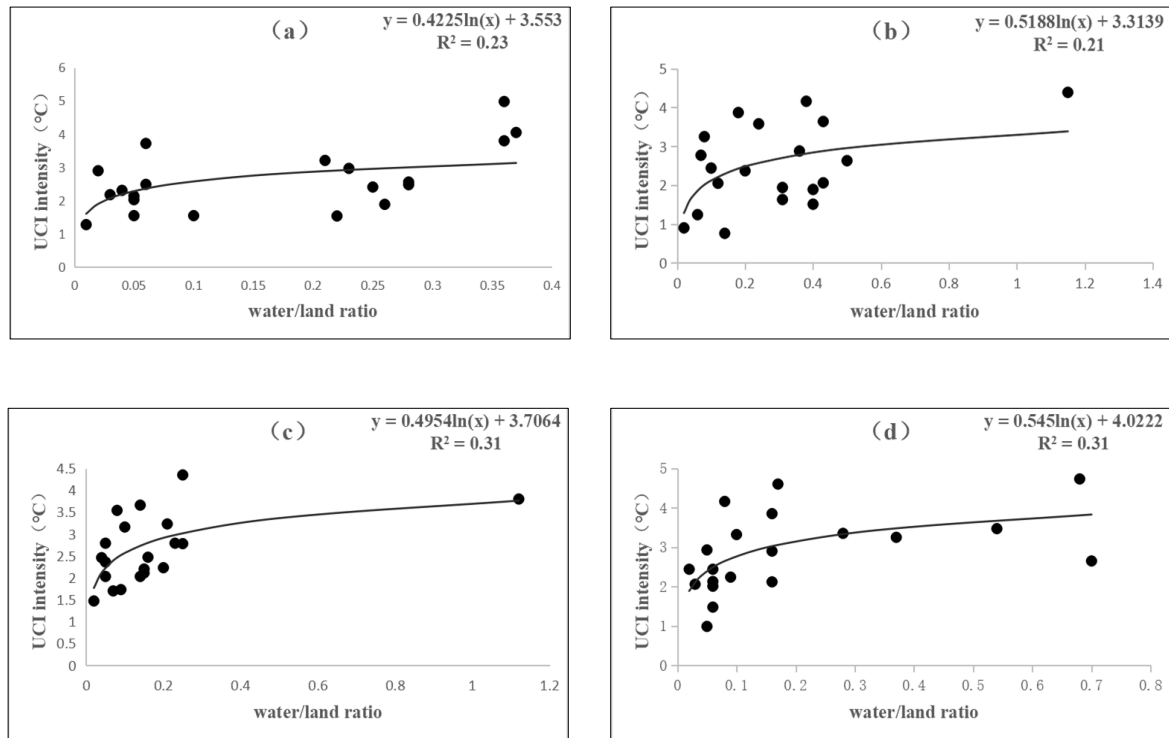 （a）
y = 0.4225ln(x) + 3.553
R² = 0.23
UCI intensity（℃）
6
5
4
3
2
1
0
0 0.05 0.1 0.15 0.2 0.25 0.3 0.35 0.4
water/land ratio
（b）
y = 0.5188ln(x) + 3.3139
R² = 0.21
UCI intensity（℃）
5
4
3
2
1
0
0 0.2 0.4 0.6 0.8 1 1.2 1.4
water/land ratio
（c）
y = 0.4954ln(x) + 3.7064
R² = 0.31
UCI intensity（℃）
4.5
4
3.5
3
2.5
2
1.5
1
0.5
0
0 0.2 0.4 0.6 0.8 1 1.2
water/land ratio
（d）
y = 0.545ln(x) + 4.0222
R² = 0.31
UCI intensity（℃）
5
4
3
2
1
0
0 0.1 0.2 0.3 0.4 0.5 0.6 0.7 0.8
water/land ratio